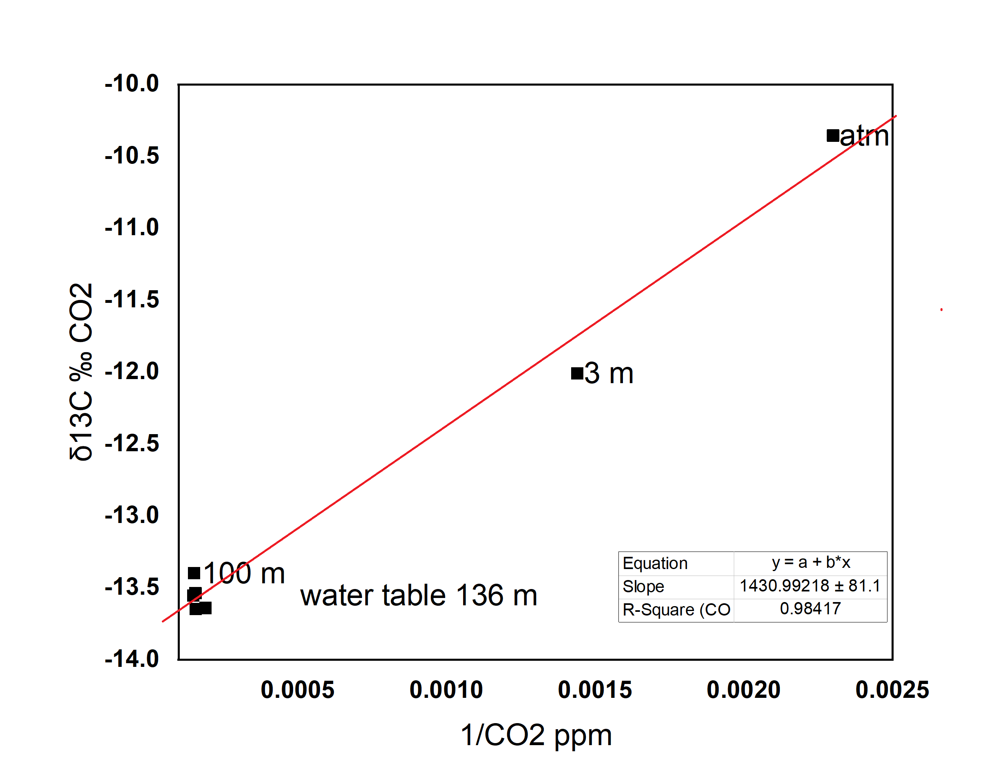 -10.0
-10.5
-11.0
-11.5
-12.0
-12.5
-13.0
-13.5
-14.0
δ13C ‰ CO2
atm
3 m
100 m
water table 136 m
Equation y = a + b*x
Slope 1430.99218 ± 81.1
R-Square (CO 0.98417
0.0005 0.0010 0.0015 0.0020 0.0025
1/CO2 ppm